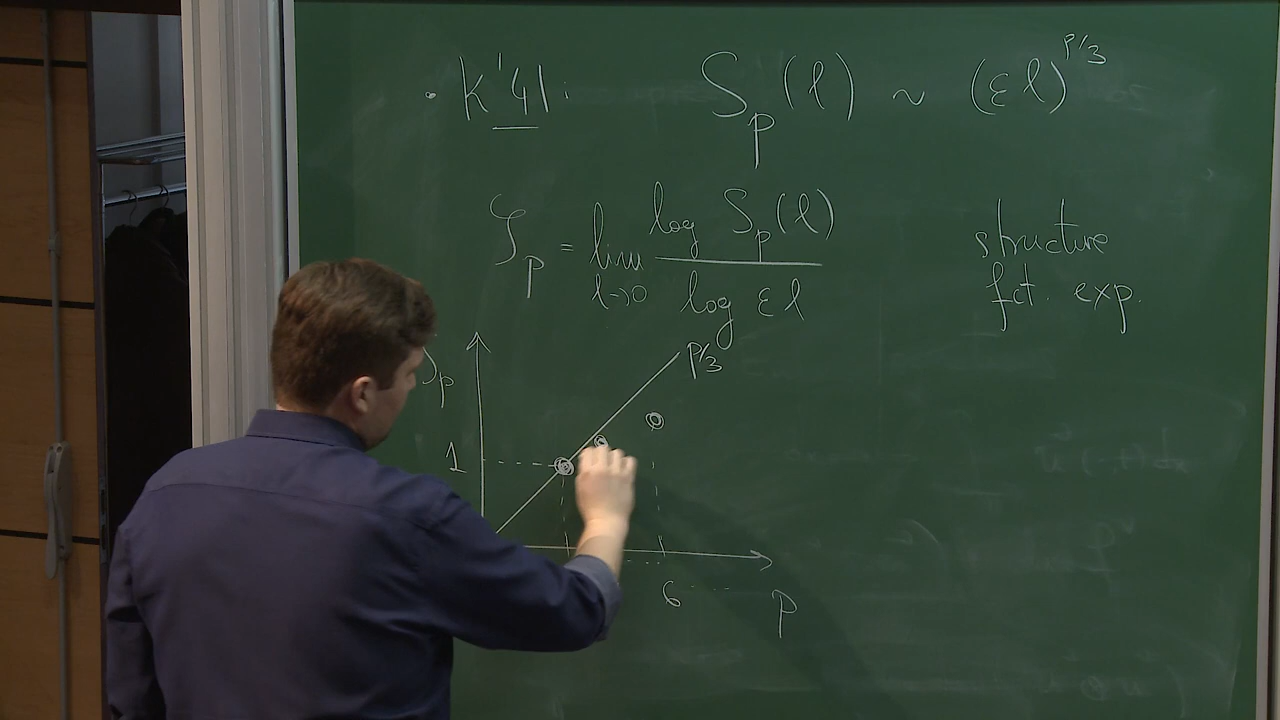 · K'41: S_p(ℓ) ~ (εℓ)^{p/3}
ζ_p = lim_{ℓ→0} log S_p(ℓ) / log εℓ
structure
fct. exp.
ζ_p
p/3
1
6
p